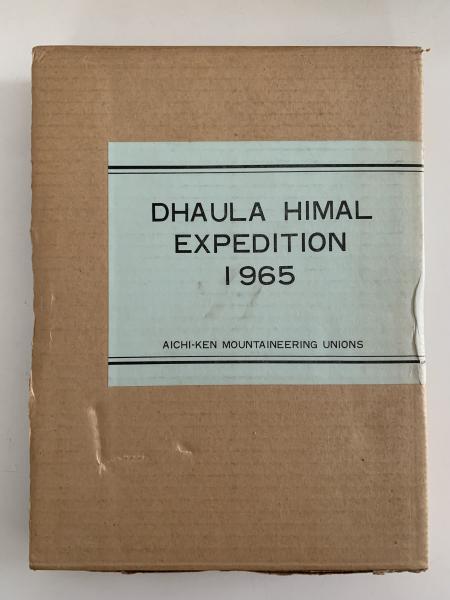 DHAULA HIMAL
EXPEDITION
1965
AICHI-KEN MOUNTAINEERING UNIONS